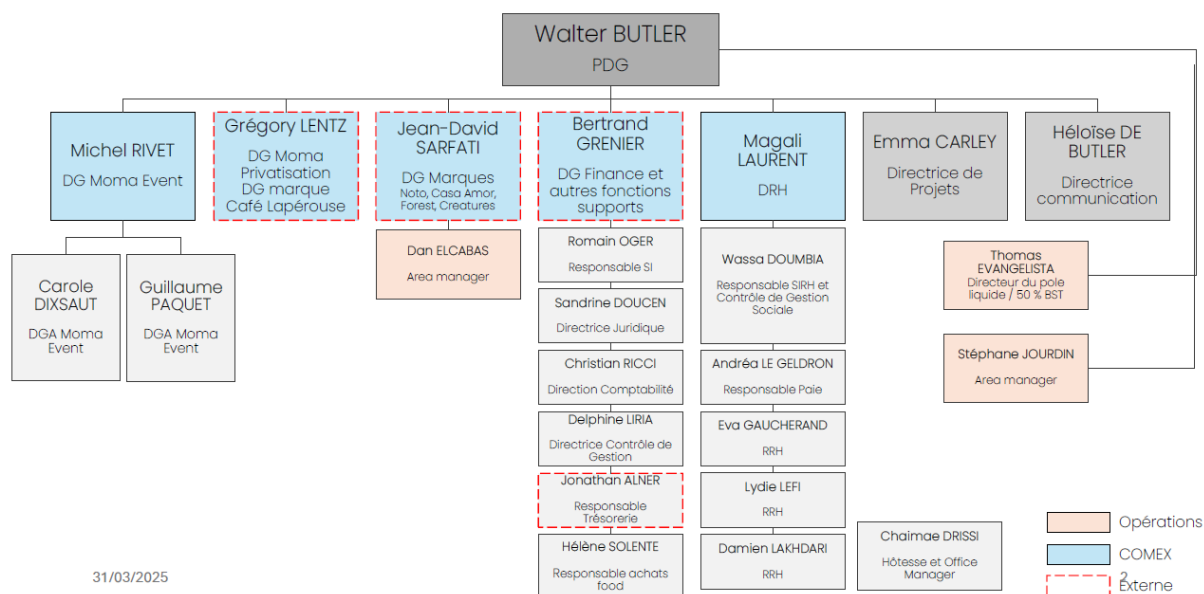 Walter BUTLER
PDG
Michel RIVET
DG Moma Event
Grégory LENTZ
DG Moma
Privatisation
DG marque
Café Lapérouse
Jean-David
SARFATI
DG Marques
Noto, Casa Amor,
Forest, Creatures
Bertrand
GRENIER
DG Finance et
autres fonctions
supports
Magali
LAURENT
DRH
Emma CARLEY
Directrice de
Projets
Héloïse DE
BUTLER
Directrice
communication
Carole
DIXSAUT
DGA Moma
Event
Guillaume
PAQUET
DGA Moma
Event
Dan ELCABAS
Area manager
Romain OGER
Responsable SI
Sandrine DOUCEN
Directrice Juridique
Christian RICCI
Direction Comptabilité
Delphine LIRIA
Directrice Contrôle de
Gestion
Jonathan ALNER
Responsable
Trésorerie
Hélène SOLENTE
Responsable achats
food
Wassa DOUMBIA
Responsable SIRH et
Contrôle de Gestion
Sociale
Andréa LE GELDRON
Responsable Paie
Eva GAUCHERAND
RRH
Lydie LEFI
RRH
Damien LAKHDARI
RRH
Chaimae DRISSI
Hôtesse et Office
Manager
Thomas
EVANGELISTA
Directeur du pole
liquide / 50 % BST
Stéphane JOURDIN
Area manager
Opérations
COMEX
Externe
31/03/2025
2